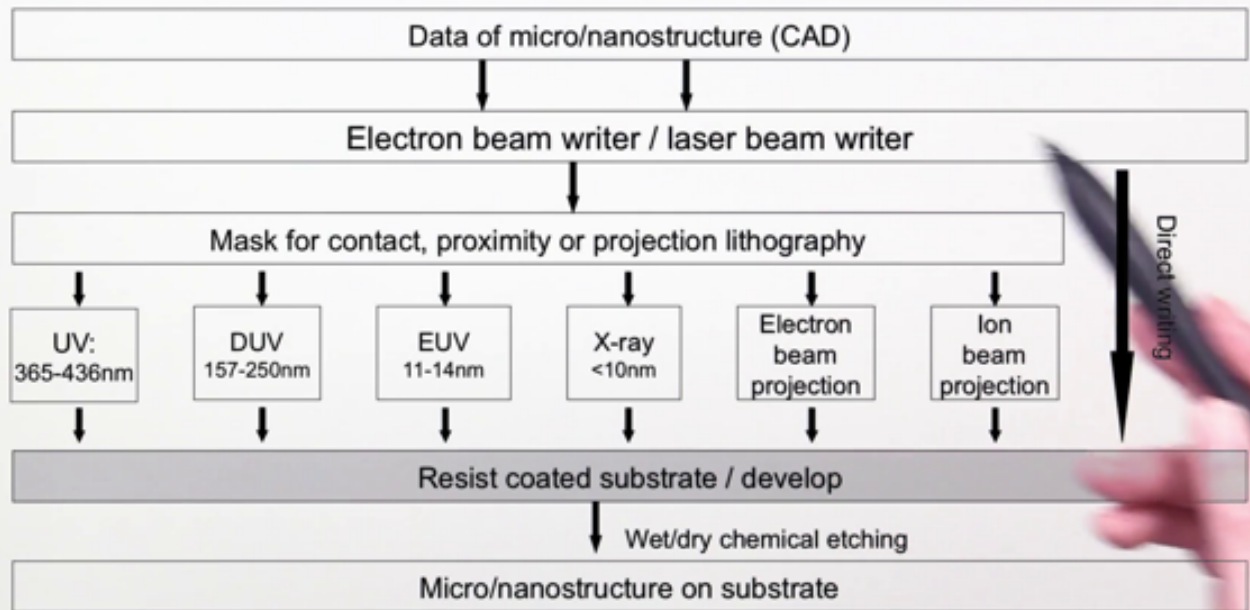 Data of micro/nanostructure (CAD)
Electron beam writer / laser beam writer
Mask for contact, proximity or projection lithography
UV:
365-436nm
DUV
157-250nm
EUV
11-14nm
X-ray
<10nm
Electron
beam
projection
Ion
beam
projection
Direct writing
Resist coated substrate / develop
Wet/dry chemical etching
Micro/nanostructure on substrate